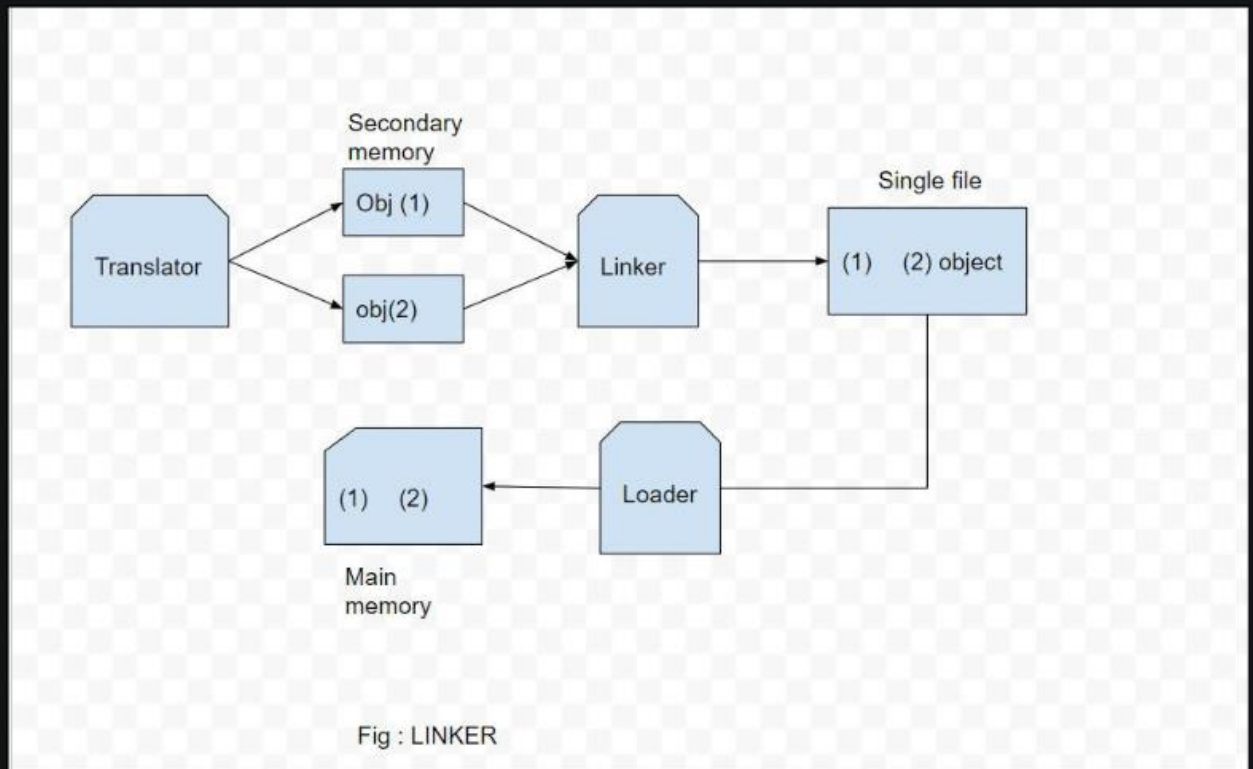 Secondary
memory
Obj (1)
Translator
obj(2)
Linker
Single file
(1) (2) object
Loader
(1) (2)
Main
memory
Fig : LINKER